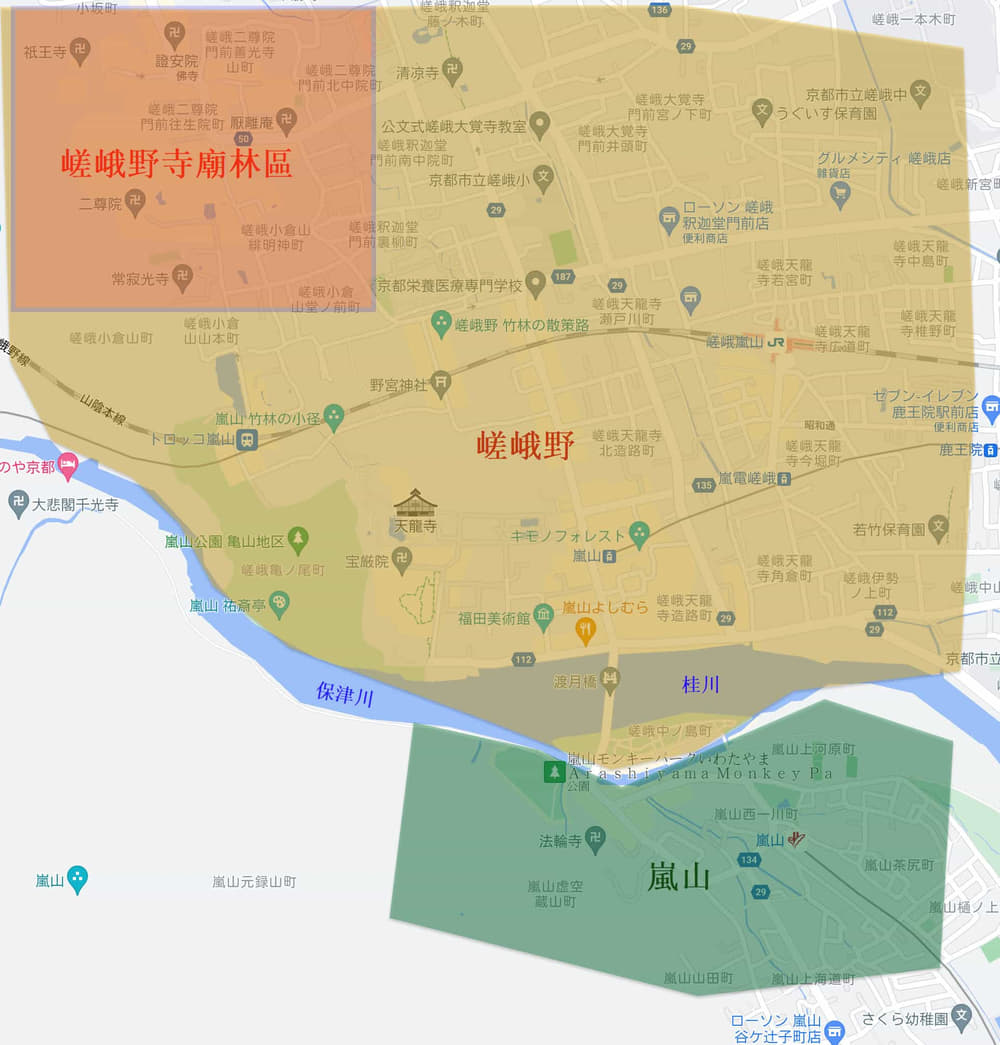 小坂町
嵯峨釈迦堂
藤ノ木町
136
嵯峨一本木町
祇王寺
證安院
佛寺
嵯峨二尊院
門前善光寺
山町
29
嵯峨二尊院
門前北中院町
清凉寺
嵯峨二尊院
門前往生院町
厭離庵
50
公文式嵯峨大覚寺教室
嵯峨大覚寺
門前宮ノ下町
京都市立嵯峨中
うぐいす保育園
嵯峨大覚寺
門前井頭町
嵯峨釈迦堂
門前南中院町
嵯峨野寺廟林區
京都市立嵯峨小
グルメシティ 嵯峨店
雜貨店
嵯峨新宮町
二尊院
29
ローソン 嵯峨
釈迦堂門前店
便利商店
嵯峨小倉山
緋明神町
嵯峨釈迦堂
門前裏柳町
嵯峨天龍
寺中島町
常寂光寺
嵯峨小倉
山堂ノ前町
京都栄養医療専門学校
187
29
嵯峨天龍
寺若宮町
嵯峨天龍寺
瀬戸川町
嵯峨小倉山町
嵯峨小倉
山山本町
嵯峨野 竹林の散策路
嵯峨嵐山
JR
嵯峨天龍
寺広道町
嵯峨天龍
寺椎野町
峨野線
山陰本線
野宮神社
嵐山 竹林の小径
トロッコ嵐山
嵯峨野
嵯峨天龍寺
北造路町
昭和通
嵯峨天龍
寺今堀町
セブン-イレブン
鹿王院駅前店
便利商店
鹿王院
のや京都
大悲閣千光寺
135
嵐電嵯峨
天龍寺
キモノフォレスト
嵐山
若竹保育園
嵐山公園 亀山地区
嵯峨亀ノ尾町
宝厳院
嵯峨天龍
寺角倉町
嵯峨伊勢
ノ上町
嵯峨中山
嵐山 祐斎亭
福田美術館
嵐山よしむら
嵯峨天龍
寺造路町
29
112
29
112
京都市立
保津川
渡月橋
桂川
嵯峨中ノ島町
嵐山上河原町
嵐山モンキーパークいわたやま
Arashiyama Monkey Pa
公園
嵐山西一川町
法輪寺
嵐山
134
嵐山茶尻町
嵐山
嵐山元録山町
嵐山虚空
蔵山町
嵐山
29
嵐山樋ノ上
嵐山山田町
嵐山上海道町
ローソン 嵐山
谷ケ辻子町店
さくら幼稚園